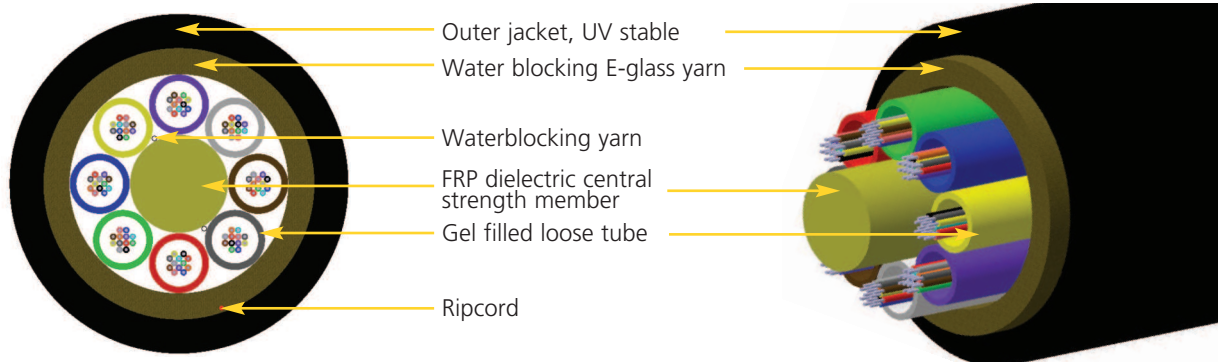 Outer jacket, UV stable
Water blocking E-glass yarn
Waterblocking yarn
FRP dielectric central
strength member
Gel filled loose tube
Ripcord